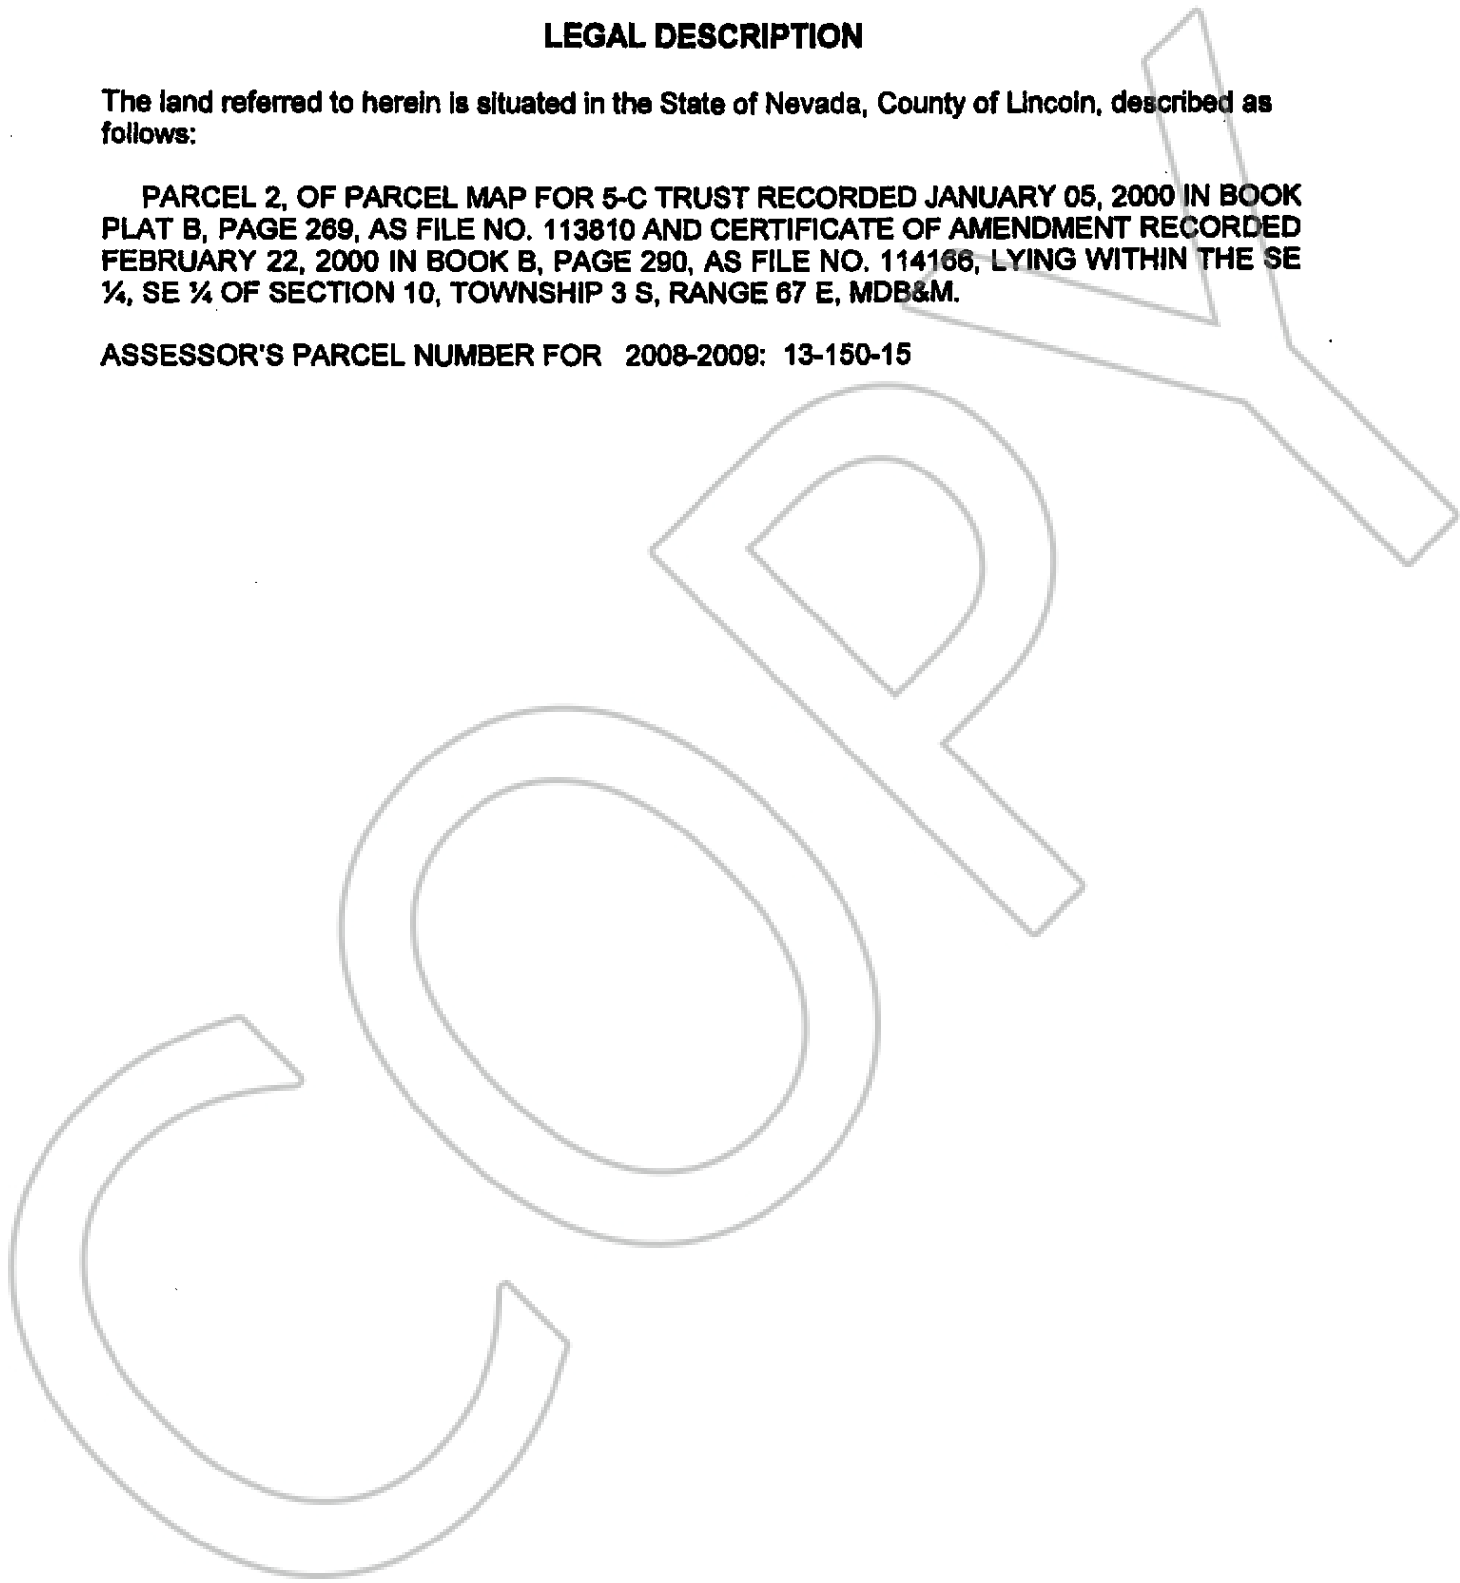 LEGAL DESCRIPTION
The land referred to herein is situated in the State of Nevada, County of Lincoln, described as
follows:
PARCEL 2, OF PARCEL MAP FOR 5-C TRUST RECORDED JANUARY 05, 2000 IN BOOK
PLAT B, PAGE 269, AS FILE NO. 113810 AND CERTIFICATE OF AMENDMENT RECORDED
FEBRUARY 22, 2000 IN BOOK B, PAGE 290, AS FILE NO. 114166, LYING WITHIN THE SE
¼, SE ¼ OF SECTION 10, TOWNSHIP 3 S, RANGE 67 E, MDB&M.
ASSESSOR'S PARCEL NUMBER FOR 2008-2009: 13-150-15
COPY